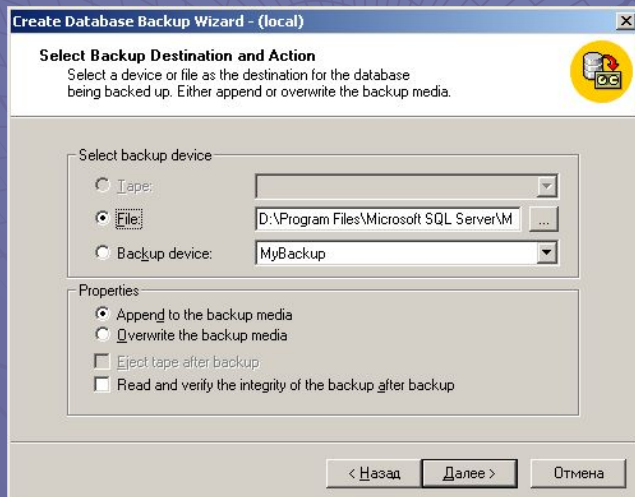 Create Database Backup Wizard - (local)
Select Backup Destination and Action
Select a device or file as the destination for the database
being backed up. Either append or overwrite the backup media.
Select backup device
Tape:
File: D:\Program Files\Microsoft SQL Server\M ...
Backup device: MyBackup
Properties
Append to the backup media
Overwrite the backup media
Eject tape after backup
Read and verify the integrity of the backup after backup
< Назад Далее > Отмена